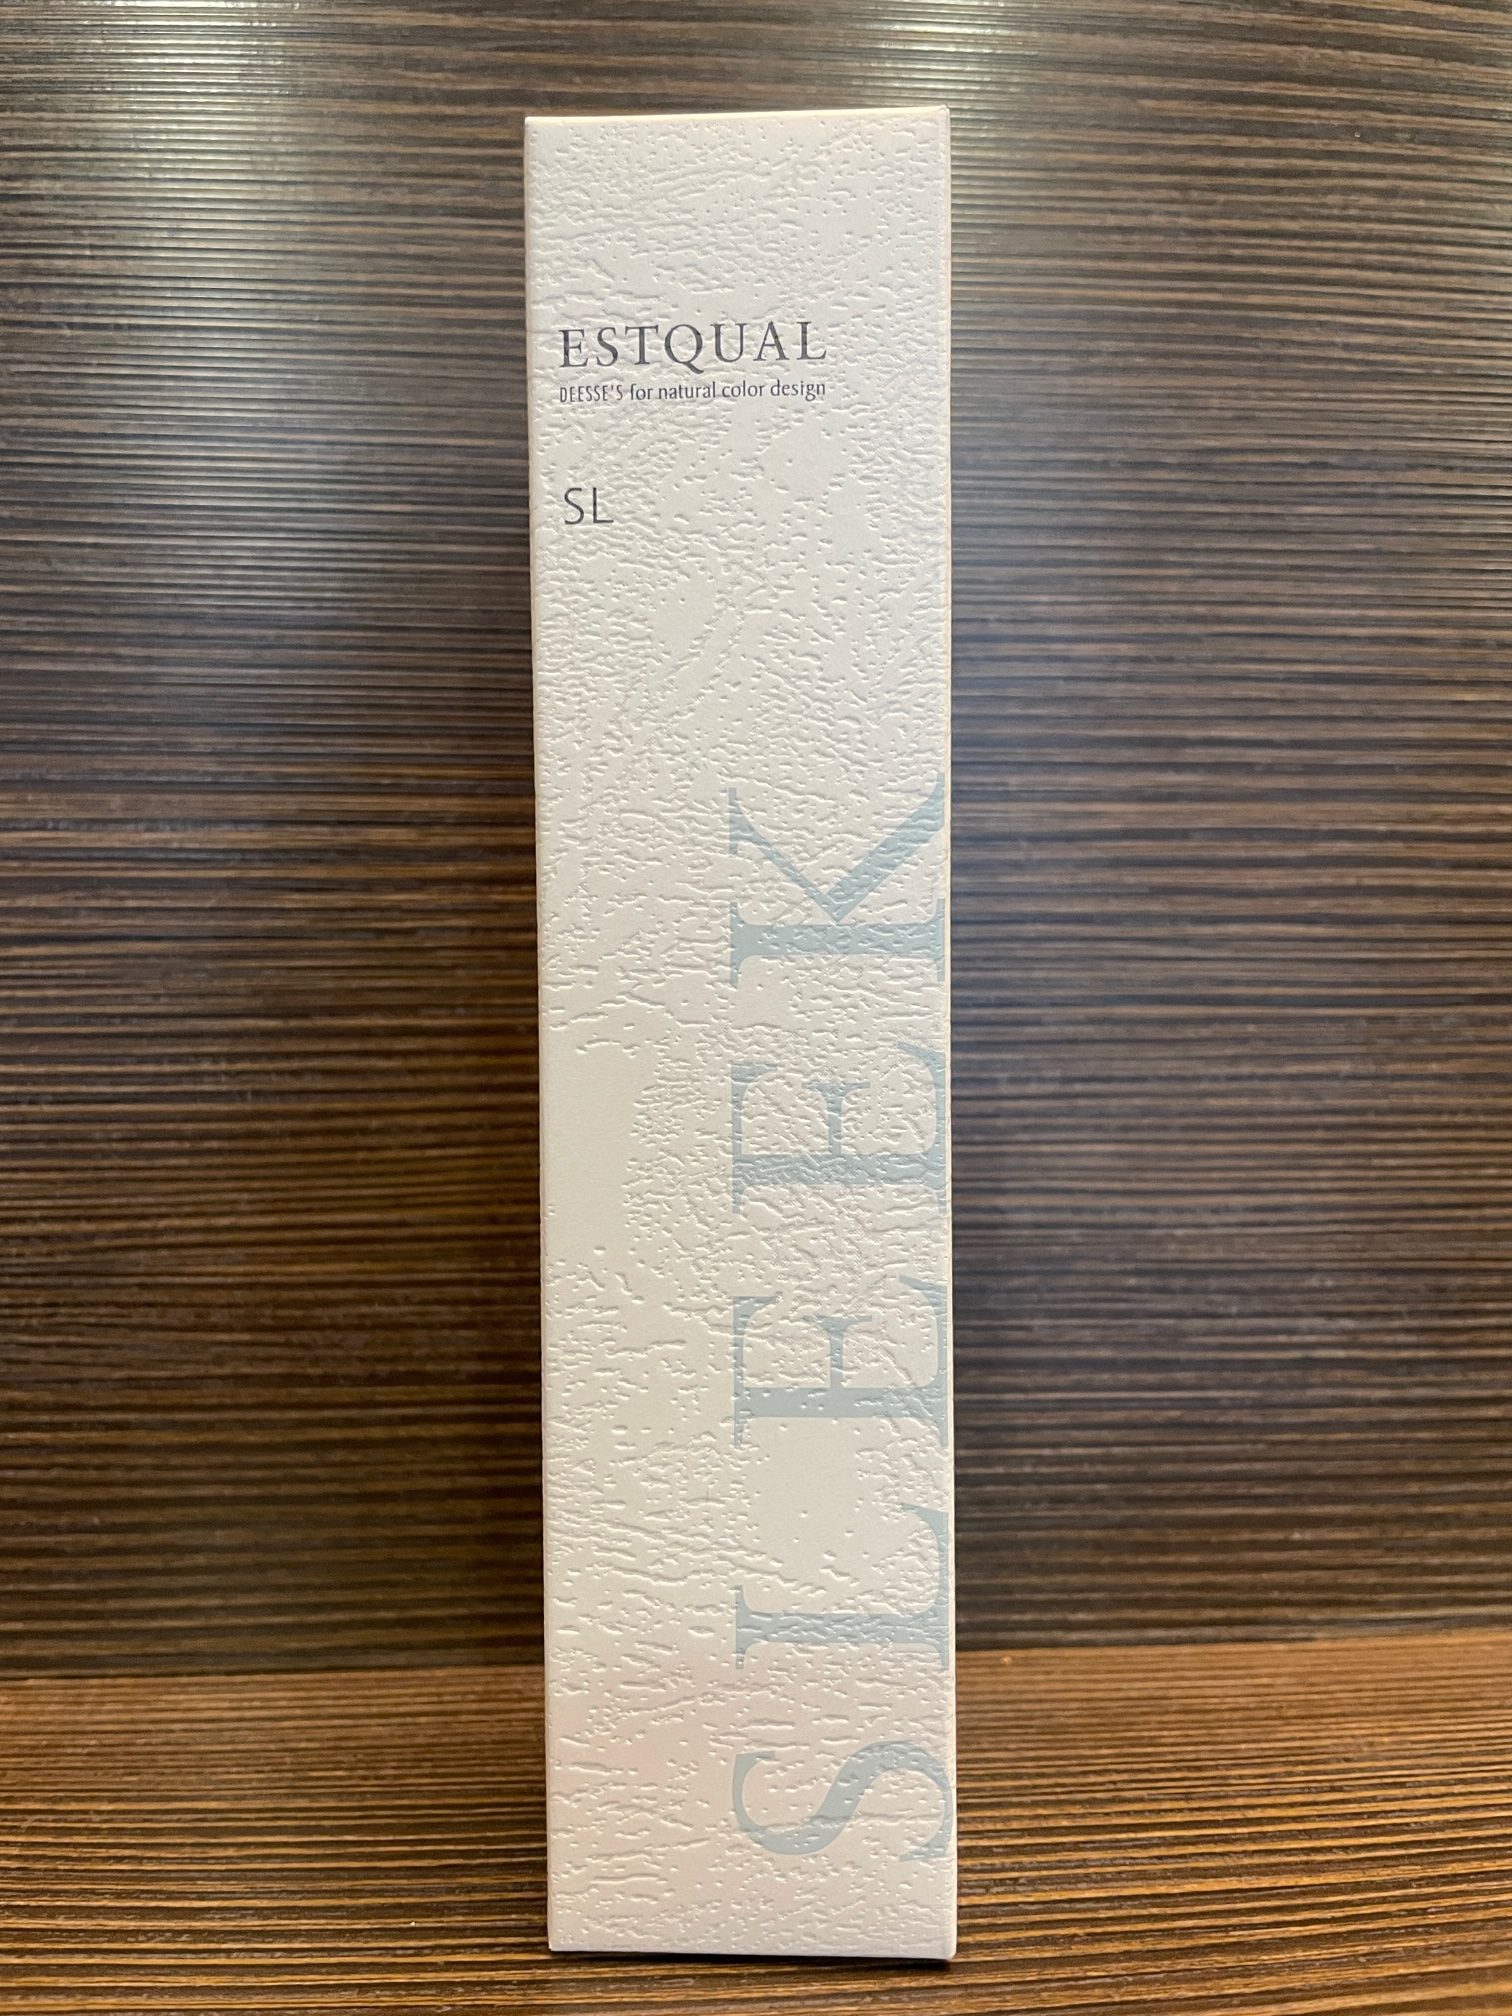 ESTQUAL
DEESSE'S for natural color design
SL
SLEEK